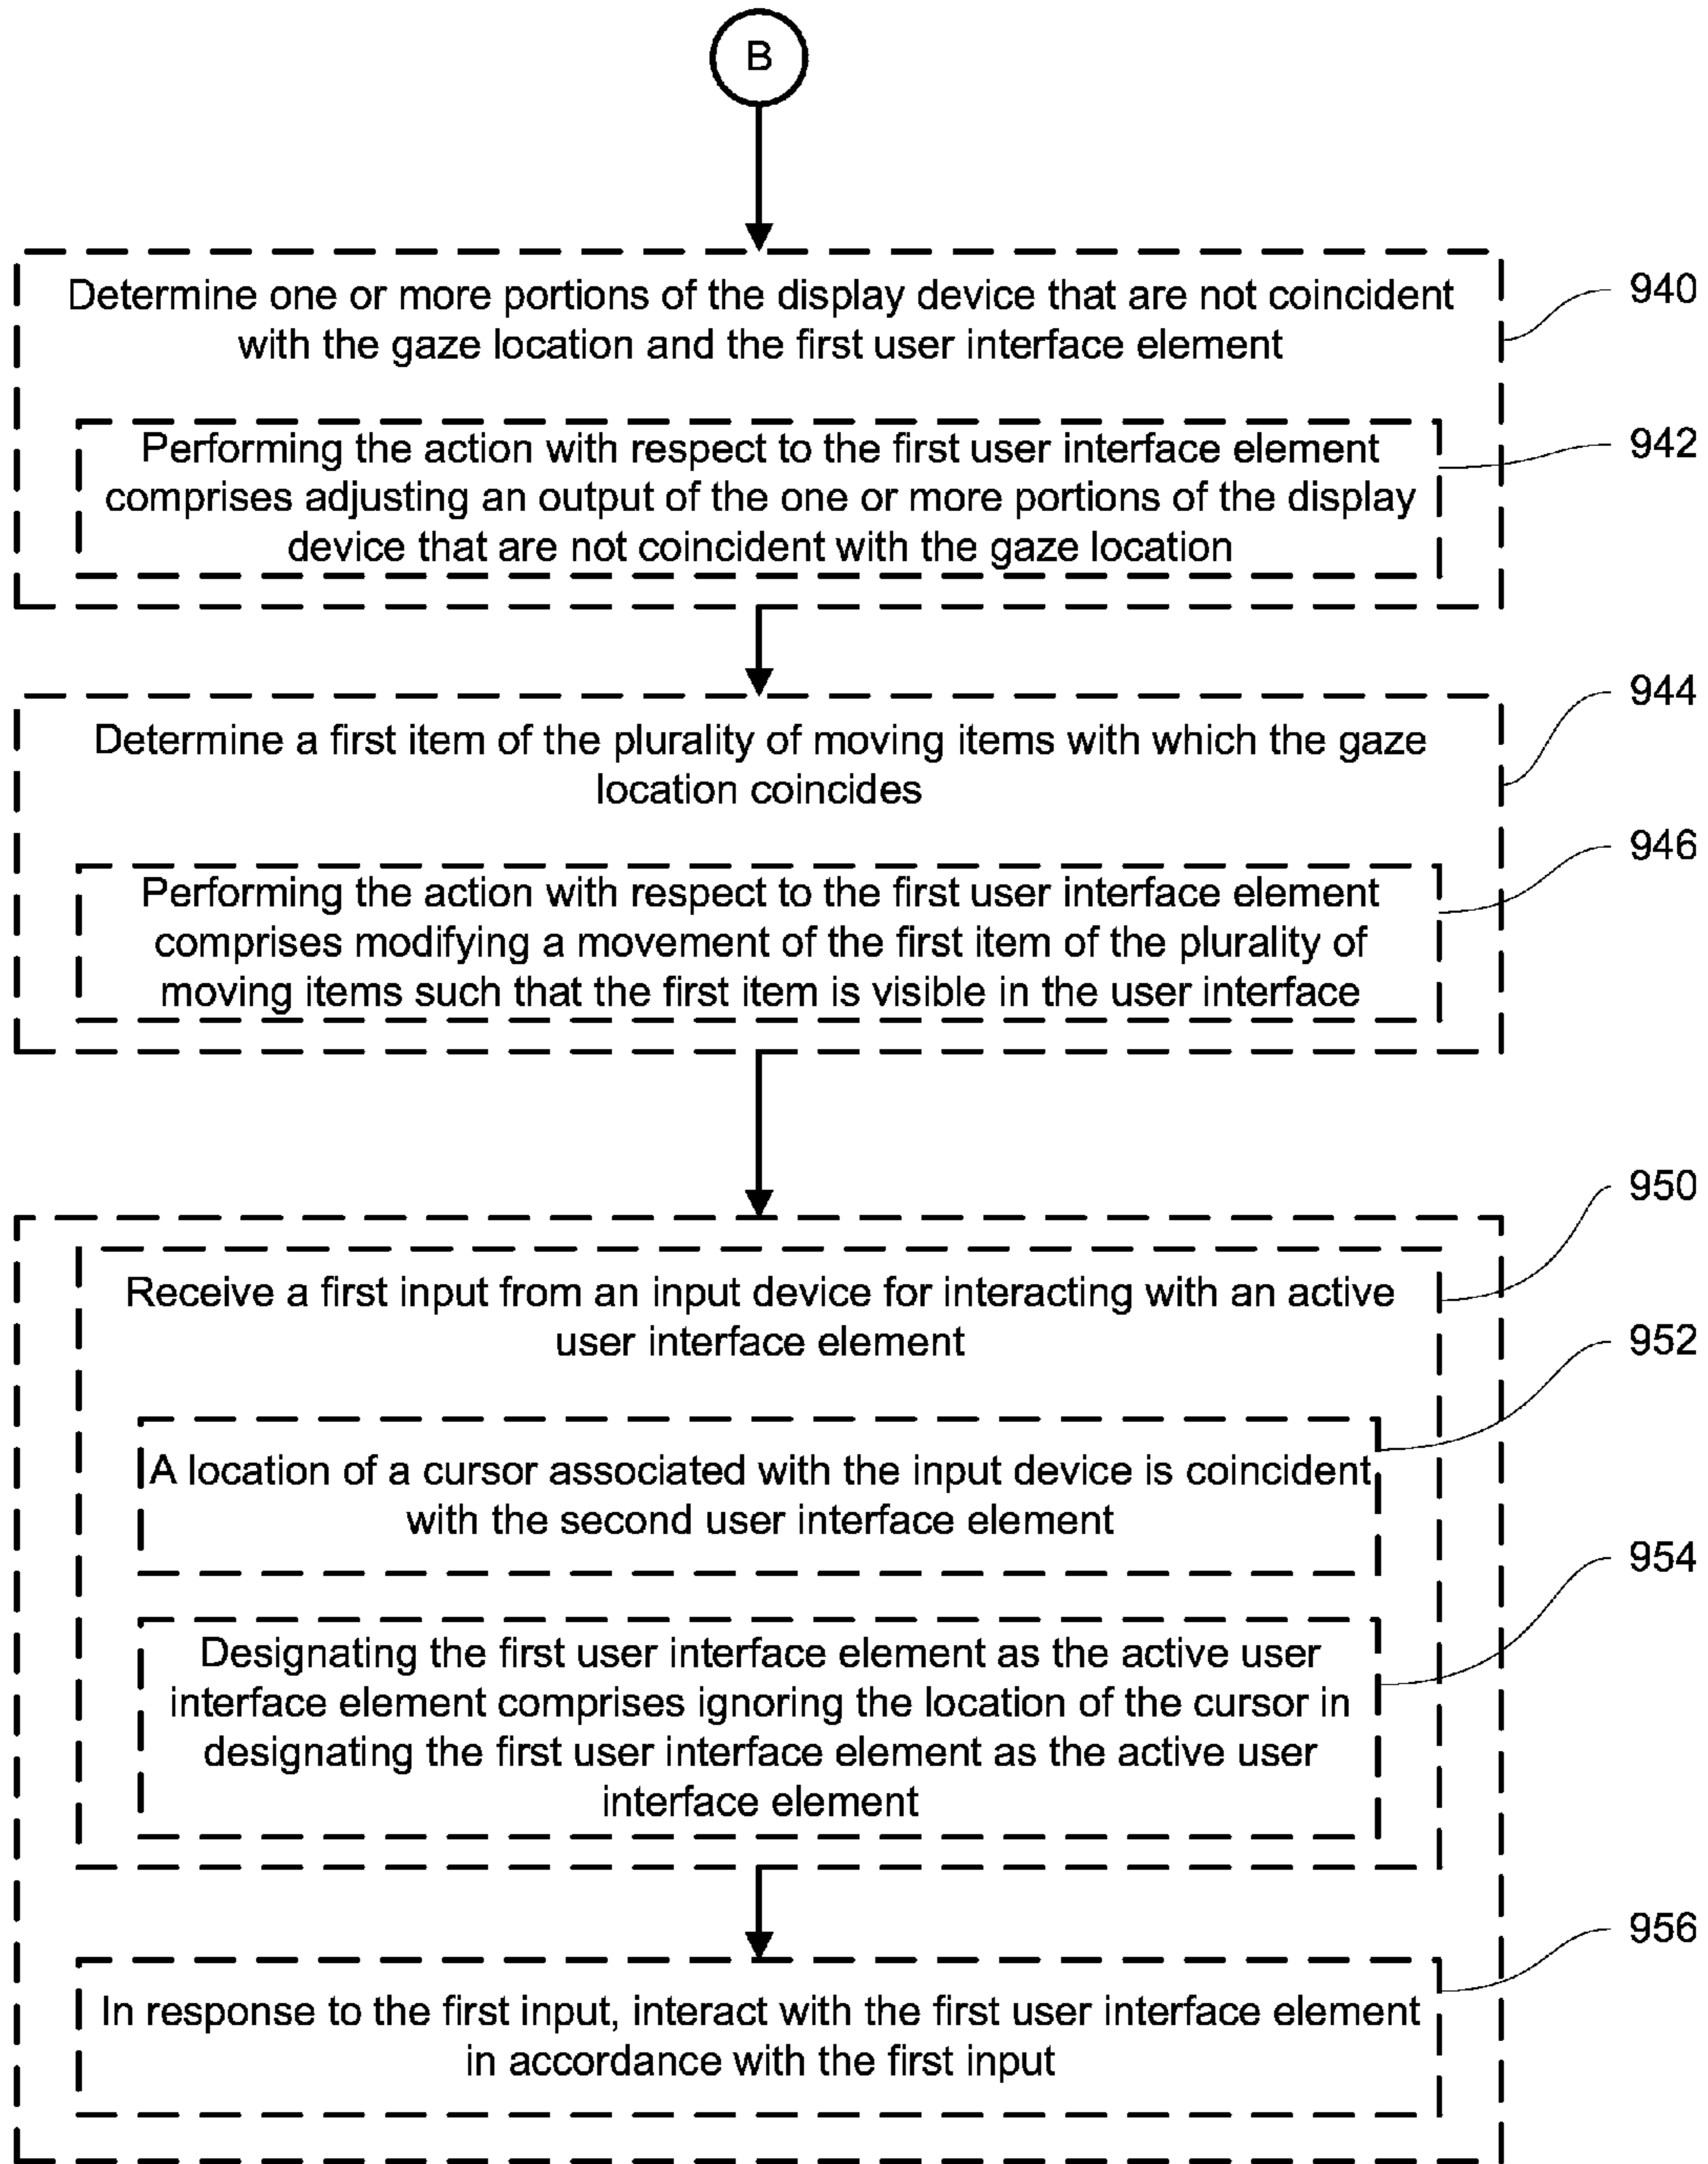 B
Determine one or more portions of the display device that are not coincident
with the gaze location and the first user interface element
940
Performing the action with respect to the first user interface element
comprises adjusting an output of the one or more portions of the display
device that are not coincident with the gaze location
942
Determine a first item of the plurality of moving items with which the gaze
location coincides
944
Performing the action with respect to the first user interface element
comprises modifying a movement of the first item of the plurality of
moving items such that the first item is visible in the user interface
946
Receive a first input from an input device for interacting with an active
user interface element
950
A location of a cursor associated with the input device is coincident
with the second user interface element
952
Designating the first user interface element as the active user
interface element comprises ignoring the location of the cursor in
designating the first user interface element as the active user
interface element
954
In response to the first input, interact with the first user interface element
in accordance with the first input
956